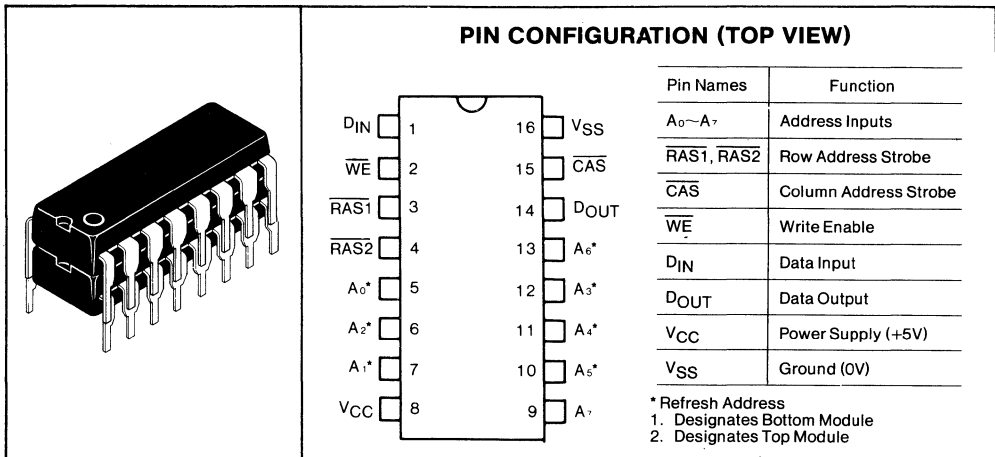 PIN CONFIGURATION (TOP VIEW)
DIN 1
WE 2
RAS1 3
RAS2 4
A0* 5
A2* 6
A1* 7
VCC 8
16 VSS
15 CAS
14 DOUT
13 A6*
12 A3*
11 A4*
10 A5*
9 A7
Pin Names Function
A0~A7 Address Inputs
RAS1, RAS2 Row Address Strobe
CAS Column Address Strobe
WE Write Enable
DIN Data Input
DOUT Data Output
VCC Power Supply (+5V)
VSS Ground (0V)
* Refresh Address
1. Designates Bottom Module
2. Designates Top Module